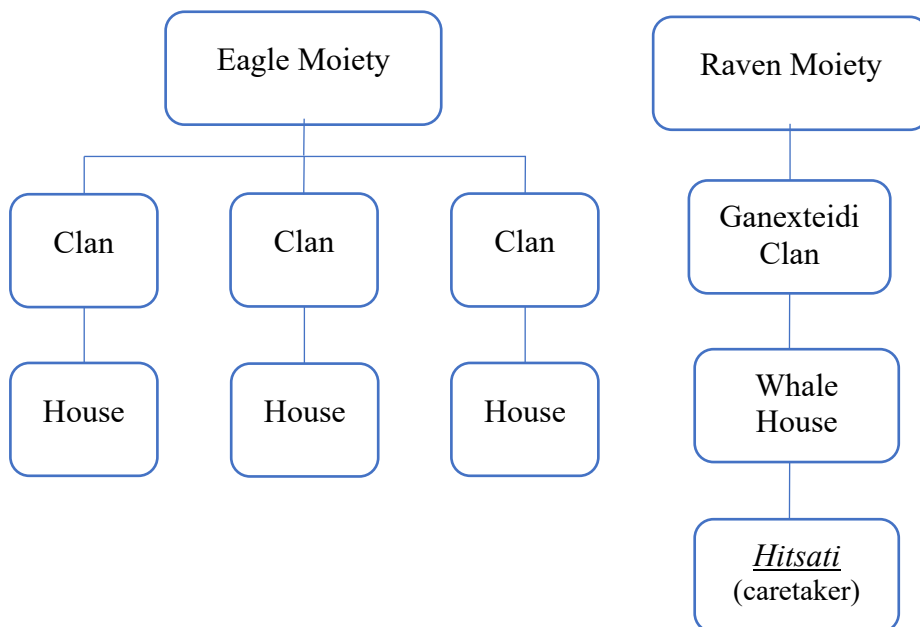 Eagle Moiety
Raven Moiety
Clan
Clan
Clan
Ganexteidi
Clan
House
House
House
Whale
House
Hitsati
(caretaker)